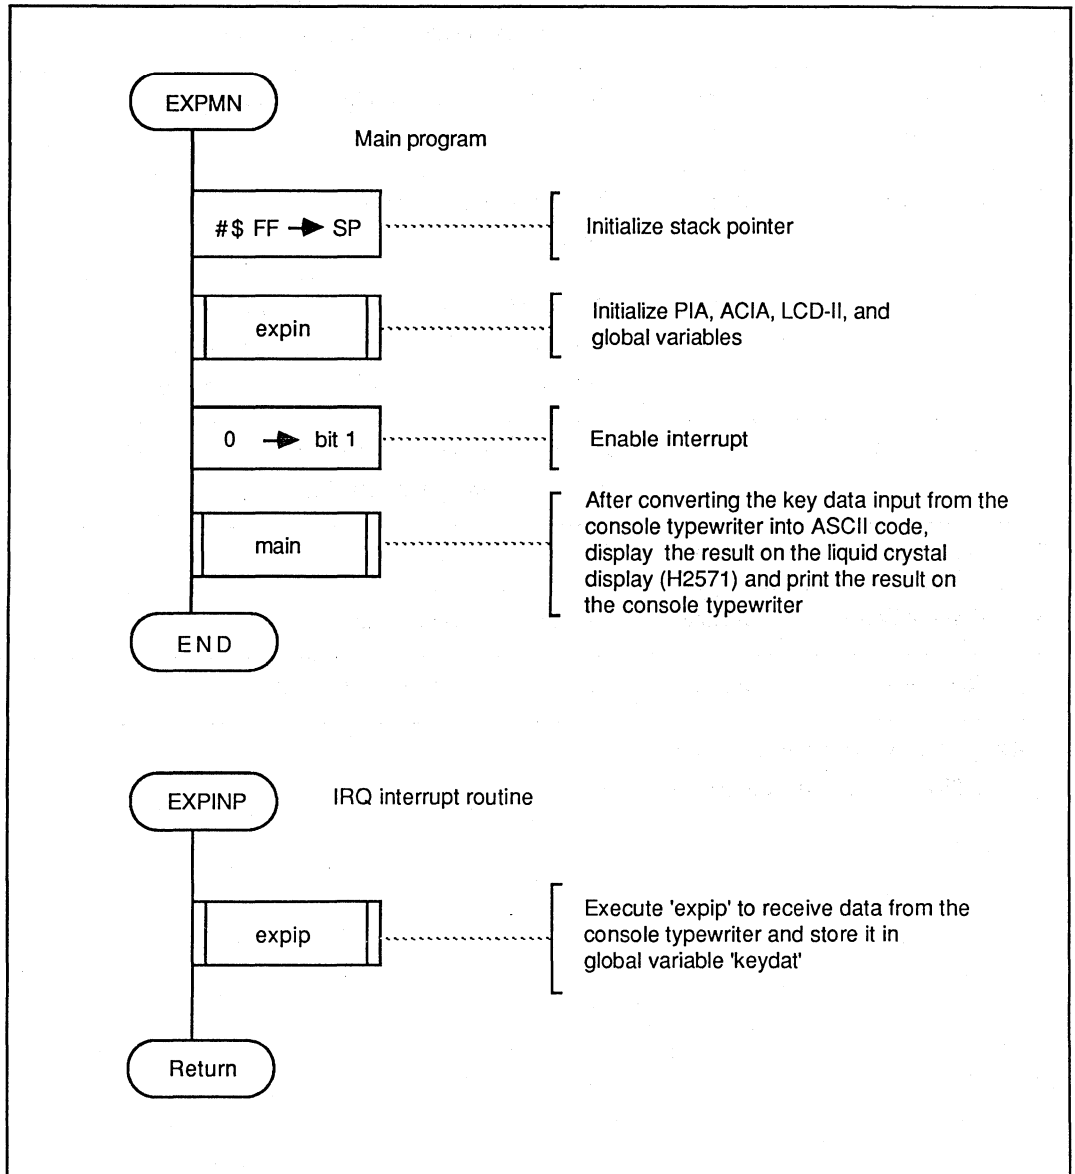 EXPMN
Main program
#$ FF → SP
Initialize stack pointer
expin
Initialize PIA, ACIA, LCD-II, and
global variables
0 → bit 1
Enable interrupt
main
After converting the key data input from the
console typewriter into ASCII code,
display the result on the liquid crystal
display (H2571) and print the result on
the console typewriter
END
EXPINP
IRQ interrupt routine
expip
Execute 'expip' to receive data from the
console typewriter and store it in
global variable 'keydat'
Return